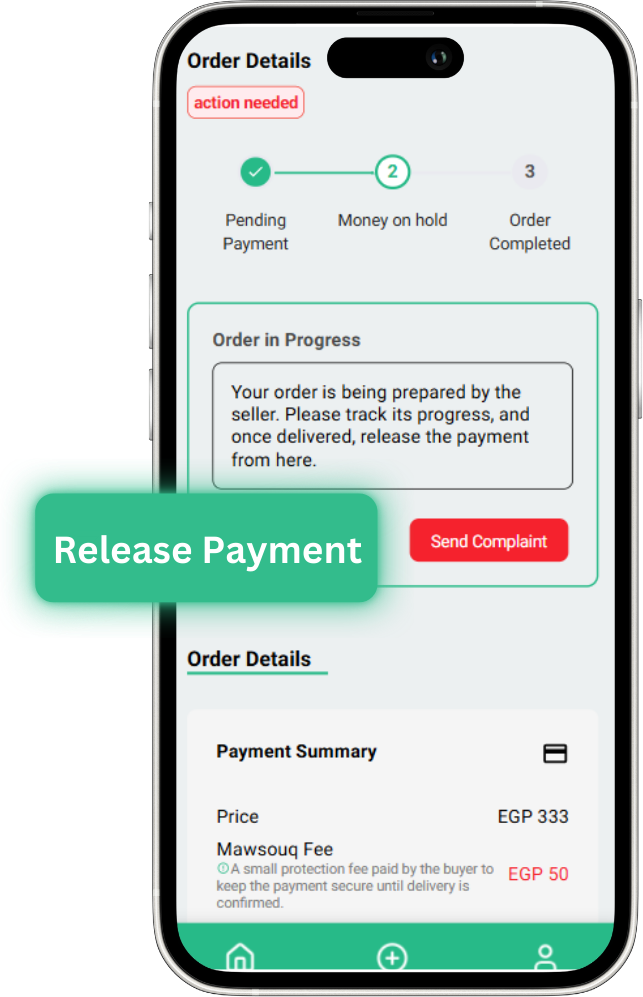 Order Details
action needed
2
3
Pending
Payment
Money on hold
Order
Completed
Order in Progress
Your order is being prepared by the
seller. Please track its progress, and
once delivered, release the payment
from here.
Release Payment
Send Complaint
Order Details
Payment Summary
Price
EGP 333
Mawsouq Fee
A small protection fee paid by the buyer to
keep the payment secure until delivery is
confirmed.
EGP 50